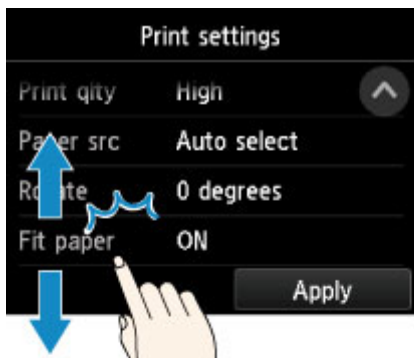 Print settings
Print qlty High
Paper src Auto select
Rotate 0 degrees
Fit paper ON
Apply